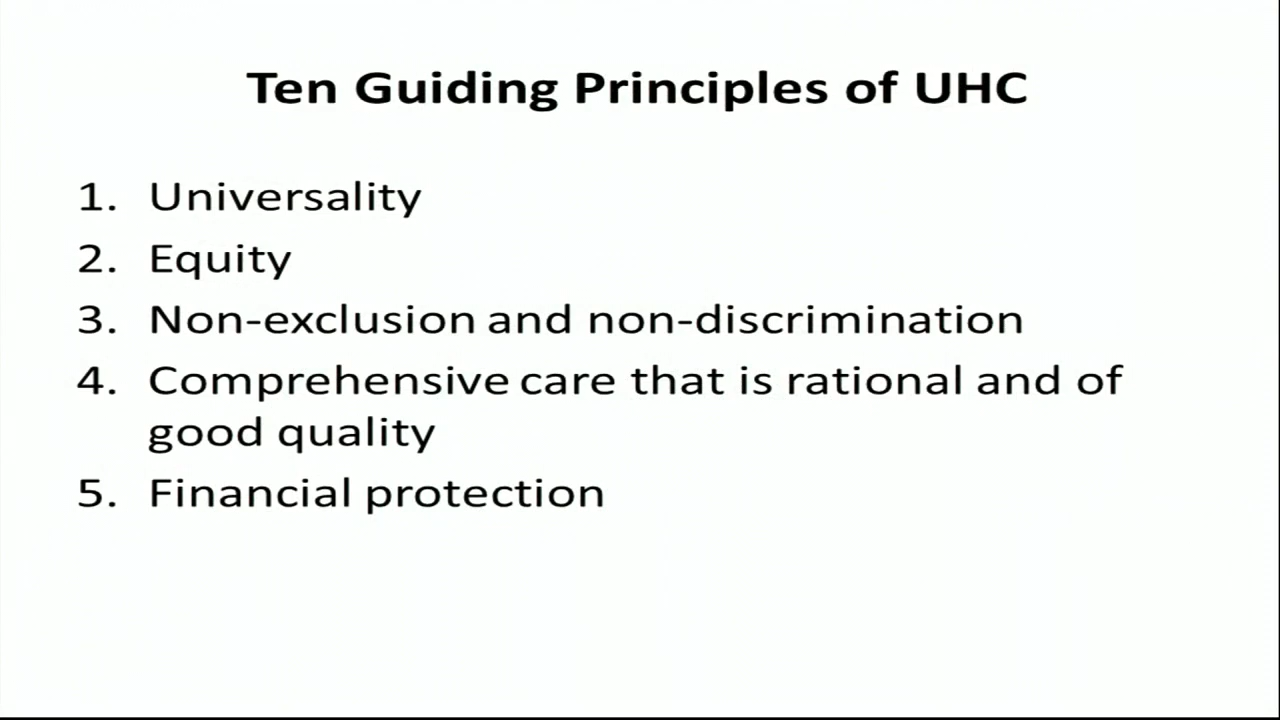 Ten Guiding Principles of UHC
1. Universality
2. Equity
3. Non-exclusion and non-discrimination
4. Comprehensive care that is rational and of
good quality
5. Financial protection